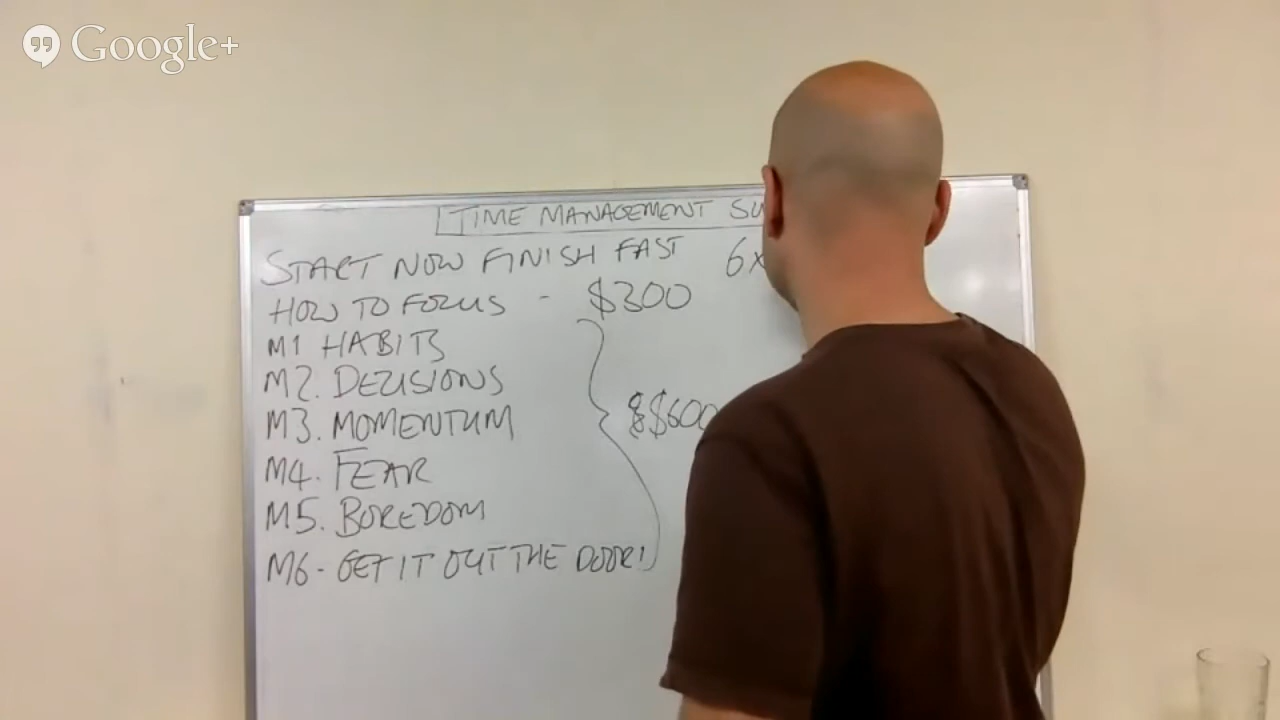 Google+
TIME MANAGEMENT SU
START NOW FINISH FAST 6x
HOW TO FOCUS - $300
M1 HABITS
M2. DECISIONS
M3. MOMENTUM
$600
M4. FEAR
M5. BOREDOM
M6 - GET IT OUT THE DOOR!